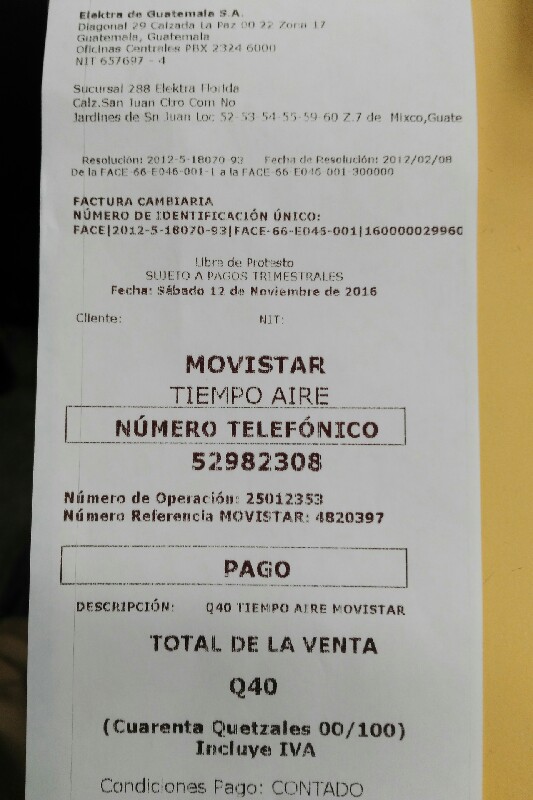 Elektra de Guatemala S.A.
Diagonal 29 Calzada La Paz 00 22 Zona 17
Guatemala, Guatemala
Oficinas Centrales PBX 2324 6000
NIT 657697 - 4
Sucursal 288 Elektra Florida
Calz.San Juan Ctro Com No
Jardines de Sn Juan Loc 52-53-54-55-59-60 Z.7 de Mixco,Guate
Resolución: 2012-5-18070-93 Fecha de Resolución: 2012/02/08
De la FACE-66-E046-001-1 a la FACE-66-E046-001-300000
FACTURA CAMBIARIA
NÚMERO DE IDENTIFICACIÓN ÚNICO:
FACE|2012-5-18070-93|FACE-66-E046-001|160000029960
Libre de Protesto
SUJETO A PAGOS TRIMESTRALES
Fecha: Sábado 12 de Noviembre de 2016
Cliente: NIT:
MOVISTAR
TIEMPO AIRE
NÚMERO TELEFÓNICO
52982308
Número de Operación: 25012353
Número Referencia MOVISTAR: 4820397
PAGO
DESCRIPCIÓN: Q40 TIEMPO AIRE MOVISTAR
TOTAL DE LA VENTA
Q40
(Cuarenta Quetzales 00/100)
Incluye IVA
Condiciones Pago: CONTADO